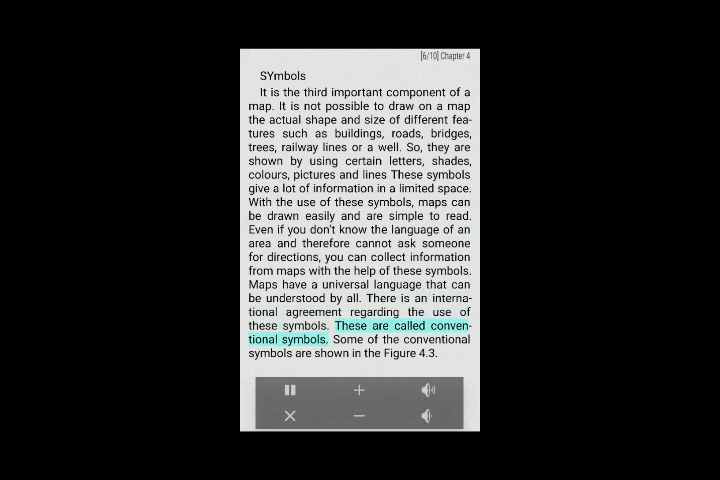 [6/10] Chapter 4
SYmbols
It is the third important component of a
map. It is not possible to draw on a map
the actual shape and size of different fea-
tures such as buildings, roads, bridges,
trees, railway lines or a well. So, they are
shown by using certain letters, shades,
colours, pictures and lines These symbols
give a lot of information in a limited space.
With the use of these symbols, maps can
be drawn easily and are simple to read.
Even if you don't know the language of an
area and therefore cannot ask someone
for directions, you can collect information
from maps with the help of these symbols.
Maps have a universal language that can
be understood by all. There is an interna-
tional agreement regarding the use of
these symbols. These are called conven-
tional symbols. Some of the conventional
symbols are shown in the Figure 4.3.